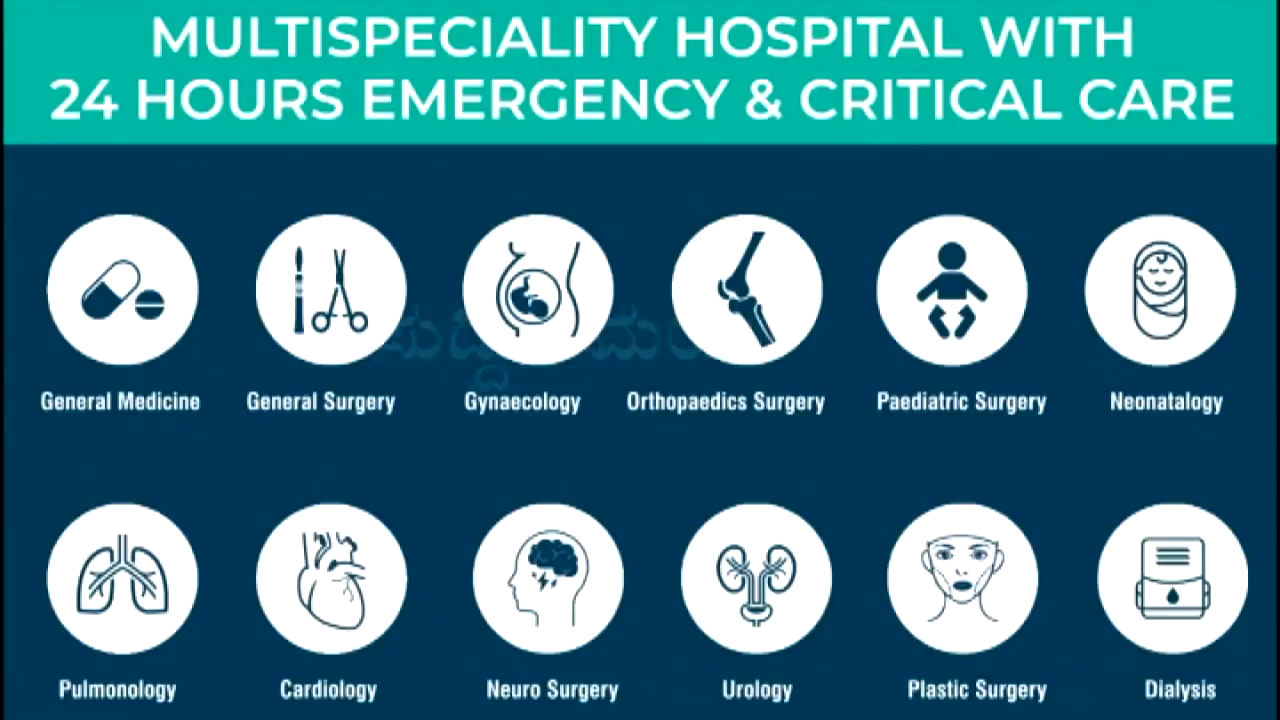 MULTISPECIALITY HOSPITAL WITH
24 HOURS EMERGENCY & CRITICAL CARE
General Medicine General Surgery Gynaecology Orthopaedics Surgery Paediatric Surgery Neonatalogy
Pulmonology Cardiology Neuro Surgery Urology Plastic Surgery Dialysis